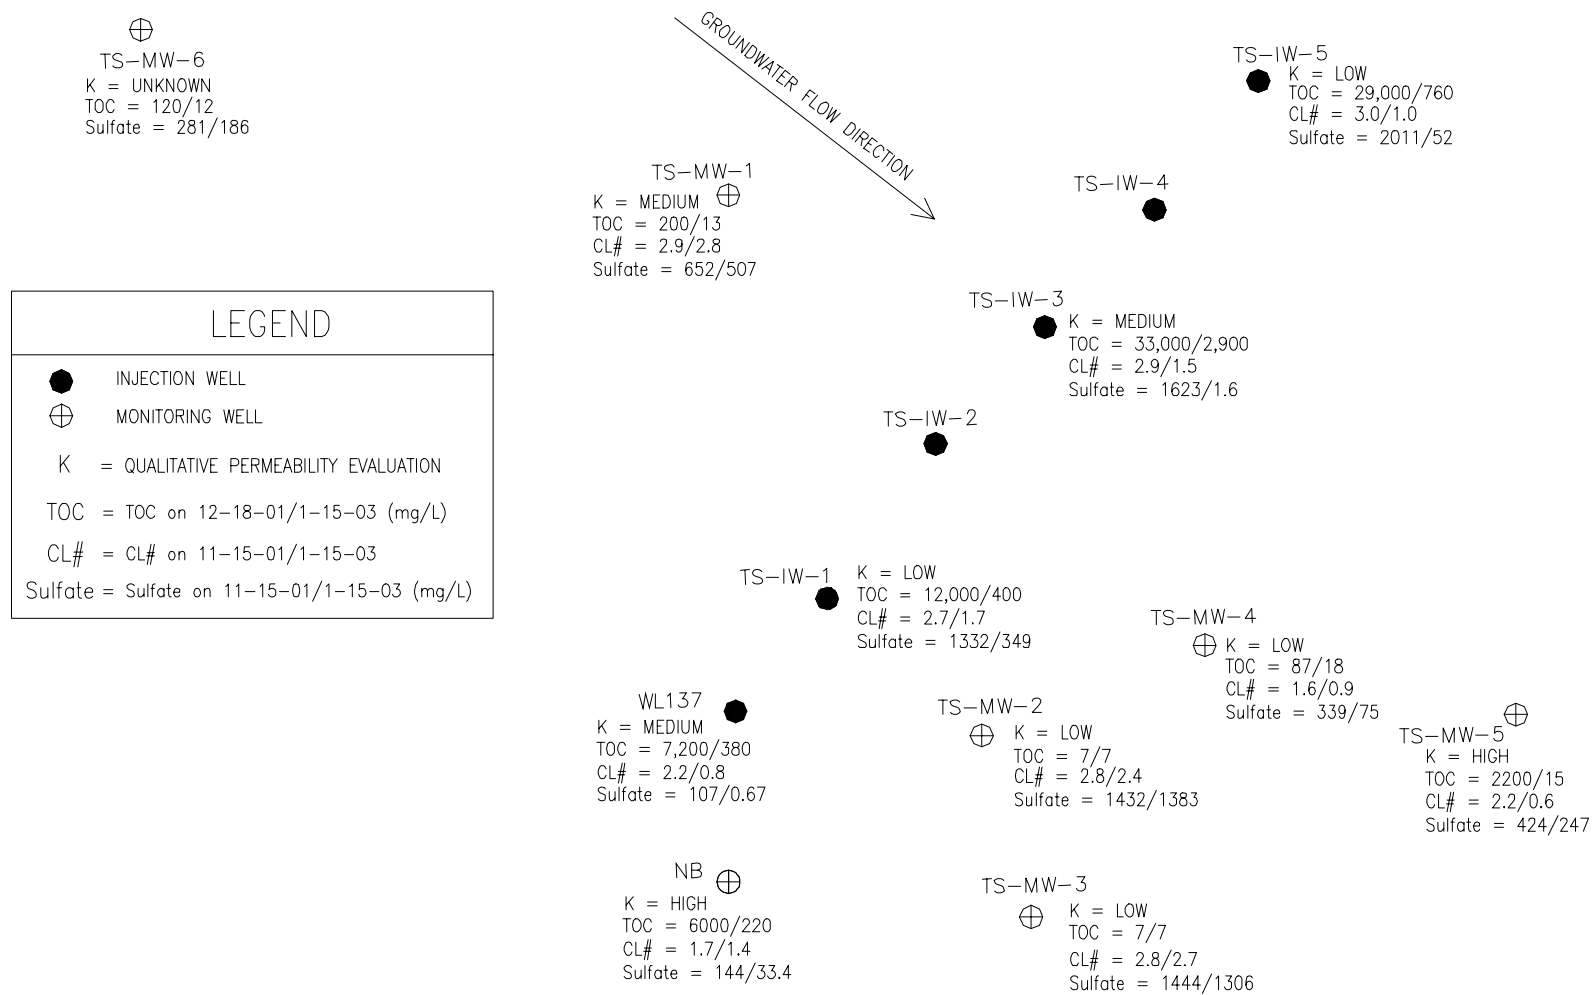 TS-MW-6
K = UNKNOWN
TOC = 120/12
Sulfate = 281/186
GROUNDWATER FLOW DIRECTION
TS-IW-5
K = LOW
TOC = 29,000/760
CL# = 3.0/1.0
Sulfate = 2011/52
TS-MW-1
K = MEDIUM
TOC = 200/13
CL# = 2.9/2.8
Sulfate = 652/507
TS-IW-4
TS-IW-3
K = MEDIUM
TOC = 33,000/2,900
CL# = 2.9/1.5
Sulfate = 1623/1.6
LEGEND
INJECTION WELL
MONITORING WELL
K = QUALITATIVE PERMEABILITY EVALUATION
TOC = TOC on 12-18-01/1-15-03 (mg/L)
CL# = CL# on 11-15-01/1-15-03
Sulfate = Sulfate on 11-15-01/1-15-03 (mg/L)
TS-IW-2
TS-IW-1
K = LOW
TOC = 12,000/400
CL# = 2.7/1.7
Sulfate = 1332/349
TS-MW-4
K = LOW
TOC = 87/18
CL# = 1.6/0.9
Sulfate = 339/75
WL137
K = MEDIUM
TOC = 7,200/380
CL# = 2.2/0.8
Sulfate = 107/0.67
TS-MW-2
K = LOW
TOC = 7/7
CL# = 2.8/2.4
Sulfate = 1432/1383
TS-MW-5
K = HIGH
TOC = 2200/15
CL# = 2.2/0.6
Sulfate = 424/247
NB
K = HIGH
TOC = 6000/220
CL# = 1.7/1.4
Sulfate = 144/33.4
TS-MW-3
K = LOW
TOC = 7/7
CL# = 2.8/2.7
Sulfate = 1444/1306